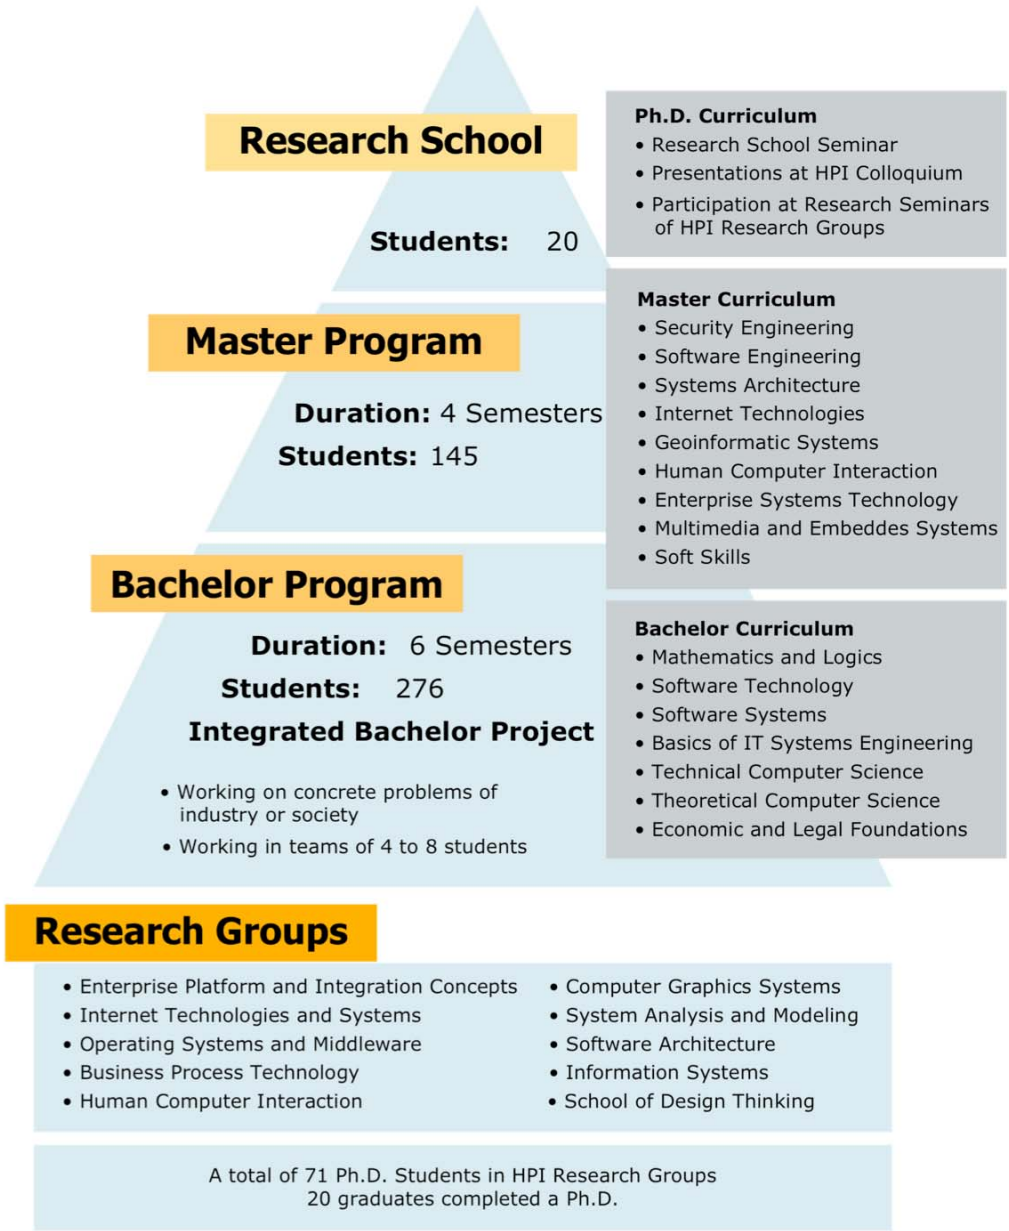 Research School
Students: 20
Ph.D. Curriculum
• Research School Seminar
• Presentations at HPI Colloquium
• Participation at Research Seminars
of HPI Research Groups
Master Program
Duration: 4 Semesters
Students: 145
Master Curriculum
• Security Engineering
• Software Engineering
• Systems Architecture
• Internet Technologies
• Geoinformatic Systems
• Human Computer Interaction
• Enterprise Systems Technology
• Multimedia and Embeddes Systems
• Soft Skills
Bachelor Program
Duration: 6 Semesters
Students: 276
Integrated Bachelor Project
• Working on concrete problems of
industry or society
• Working in teams of 4 to 8 students
Bachelor Curriculum
• Mathematics and Logics
• Software Technology
• Software Systems
• Basics of IT Systems Engineering
• Technical Computer Science
• Theoretical Computer Science
• Economic and Legal Foundations
Research Groups
• Enterprise Platform and Integration Concepts
• Internet Technologies and Systems
• Operating Systems and Middleware
• Business Process Technology
• Human Computer Interaction
• Computer Graphics Systems
• System Analysis and Modeling
• Software Architecture
• Information Systems
• School of Design Thinking
A total of 71 Ph.D. Students in HPI Research Groups
20 graduates completed a Ph.D.